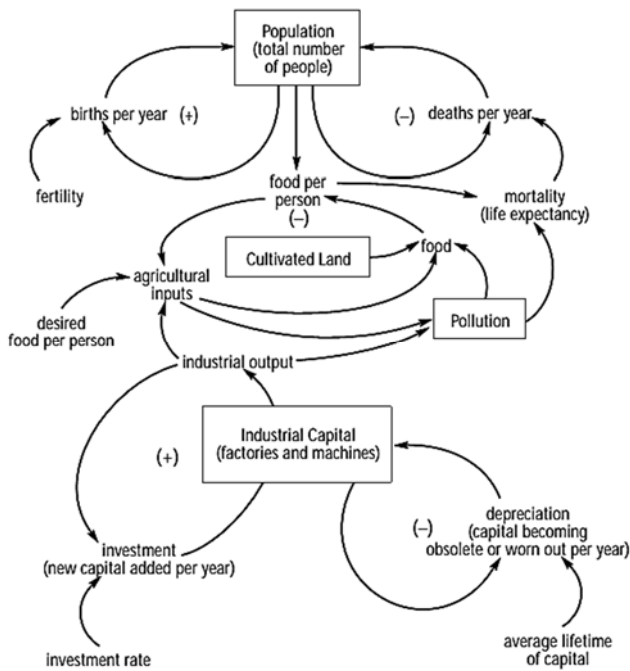 Population
(total number
of people)
births per year
(+)
(–)
deaths per year
fertility
food per
person
(–)
mortality
(life expectancy)
Cultivated Land
food
agricultural
inputs
desired
food per person
Pollution
industrial output
Industrial Capital
(factories and machines)
(+)
(–)
depreciation
(capital becoming
obsolete or worn out per year)
investment
(new capital added per year)
average lifetime
of capital
investment rate